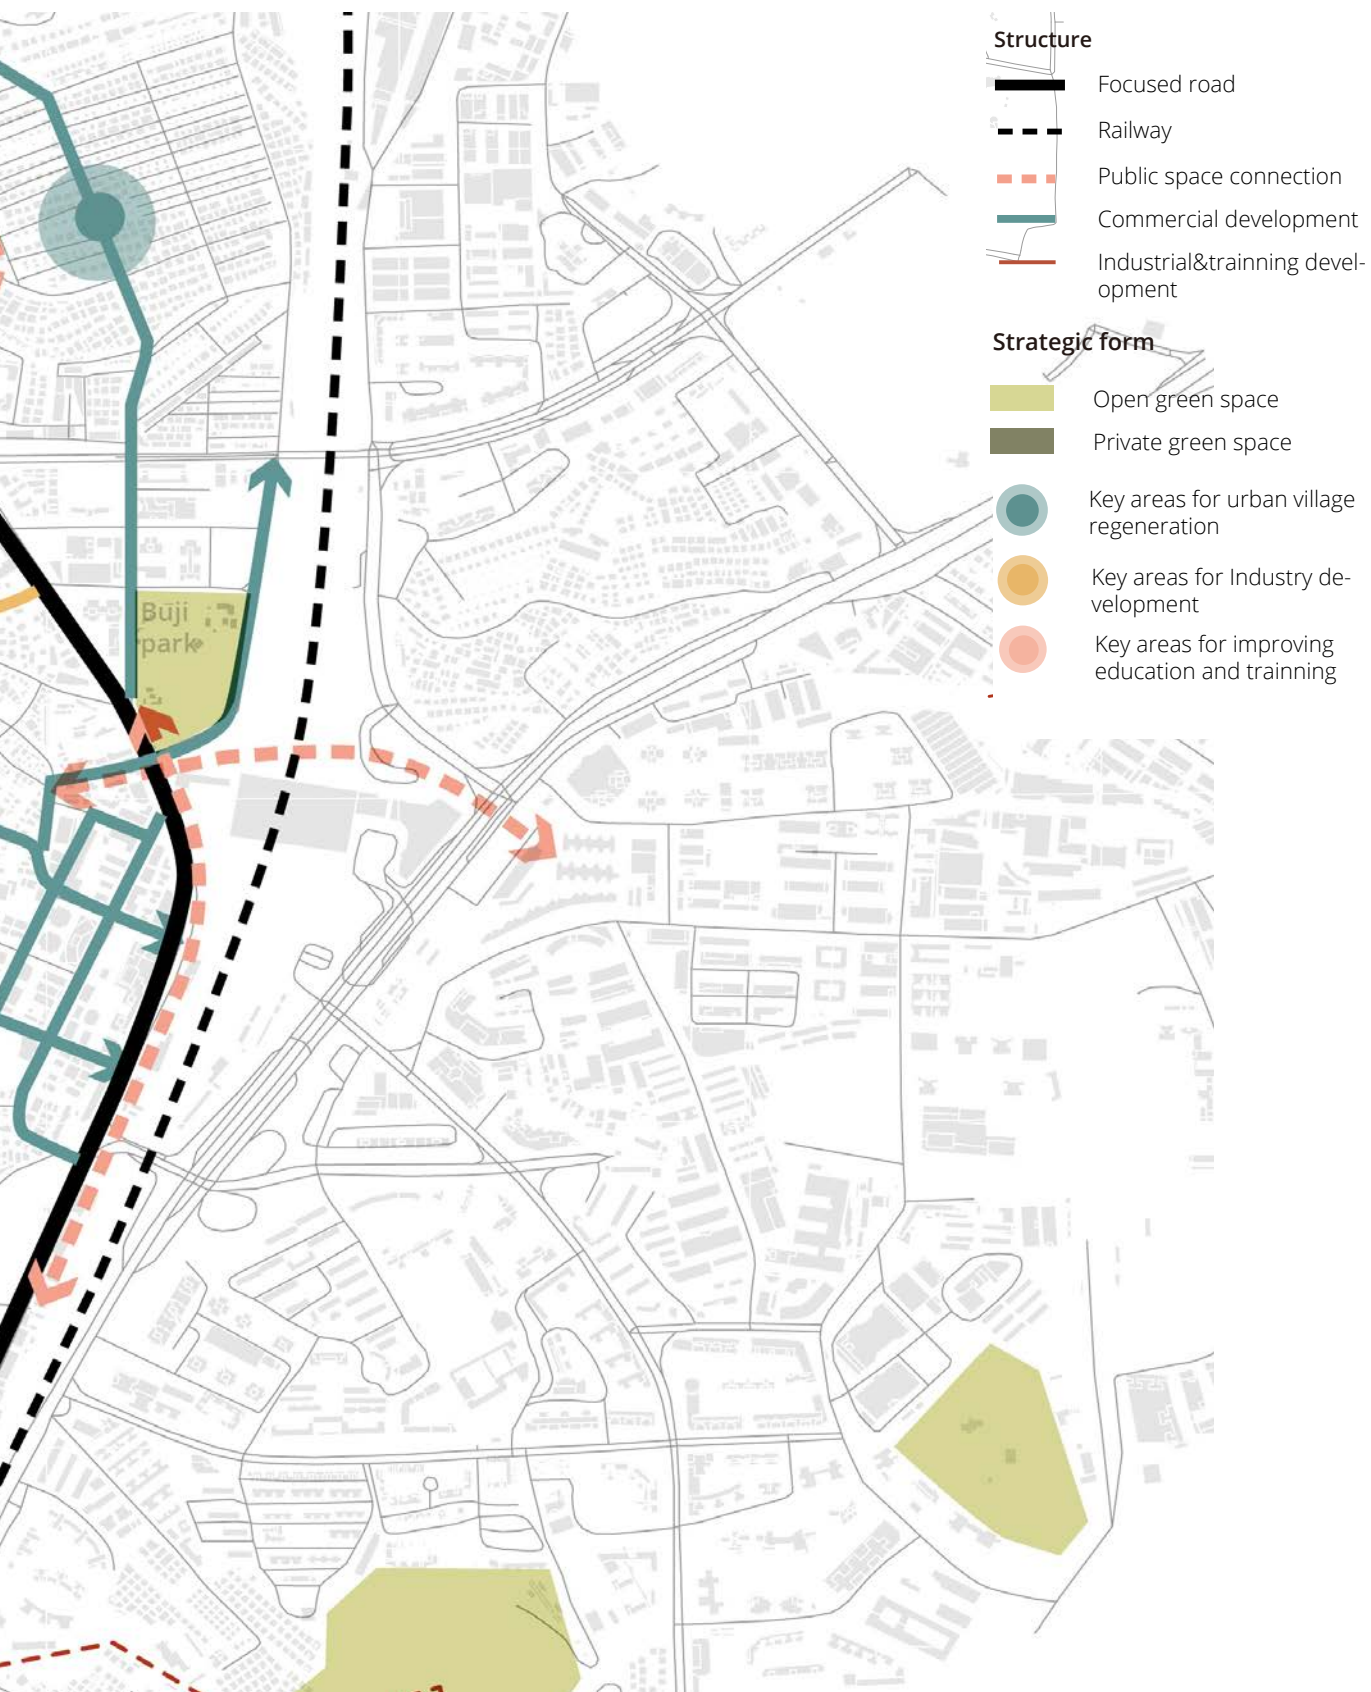 Structure
Focused road
Railway
Public space connection
Commercial development
Industrial&trainning devel-
opment
Strategic form
Open green space
Private green space
Key areas for urban village
regeneration
Key areas for Industry de-
velopment
Key areas for improving
education and trainning
Buji
park